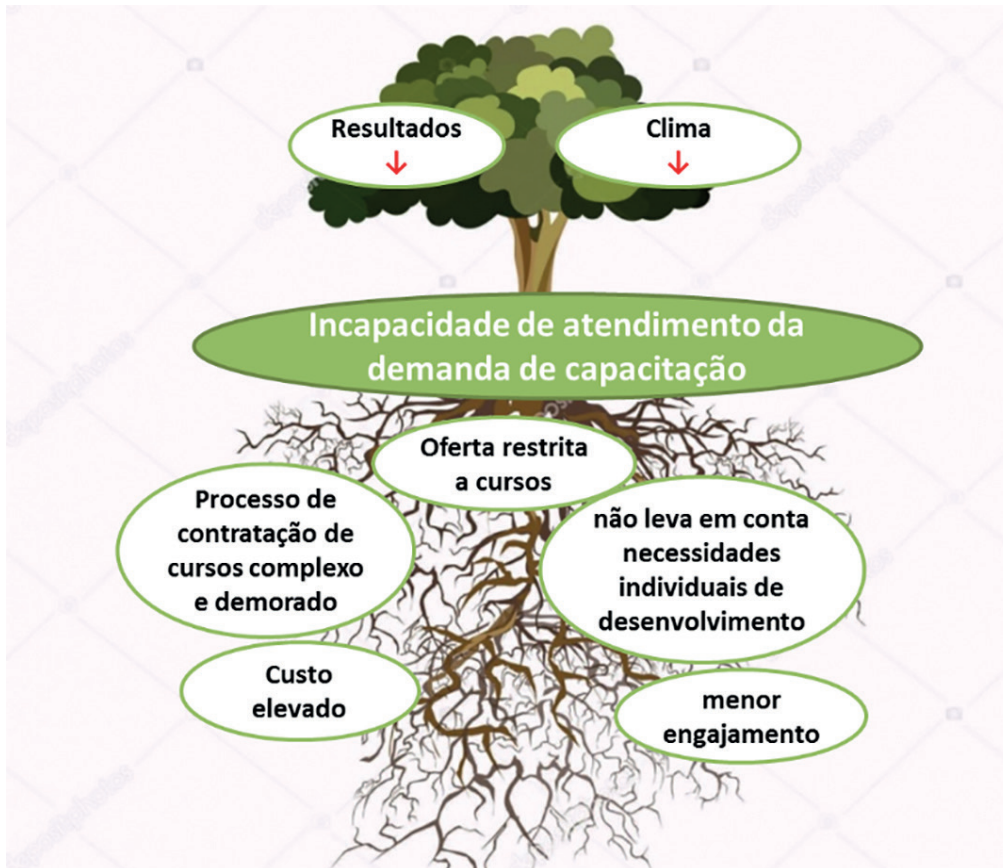 Resultados
↓
Clima
↓
Incapacidade de atendimento da
demanda de capacitação
Oferta restrita
a cursos
Processo de
contratação de
cursos complexo
e demorado
não leva em conta
necessidades
individuais de
desenvolvimento
Custo
elevado
menor
engajamento
depositphotos